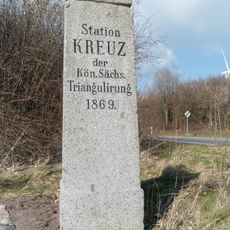 Station
KREUZ
der
Kön. Sächs.
Triangulirung
1869.